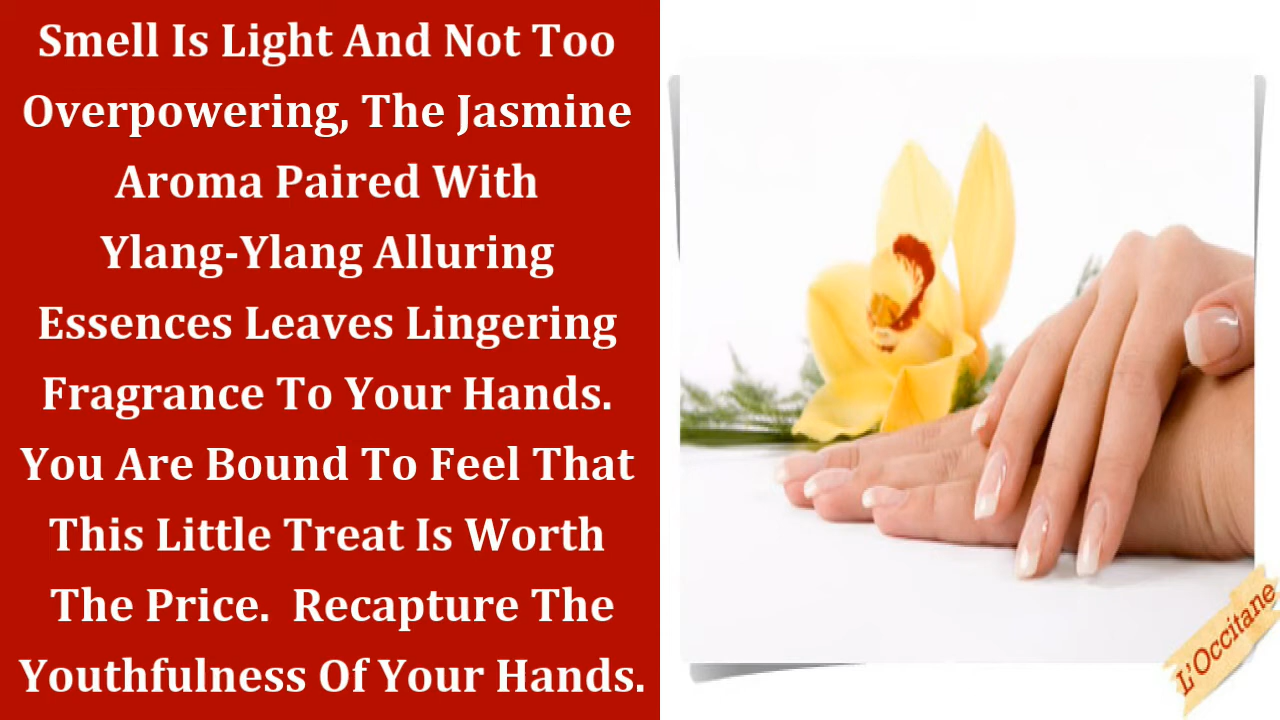 Smell Is Light And Not Too
Overpowering, The Jasmine
Aroma Paired With
Ylang-Ylang Alluring
Essences Leaves Lingering
Fragrance To Your Hands.
You Are Bound To Feel That
This Little Treat Is Worth
The Price.  Recapture The
Youthfulness Of Your Hands.
L'Occitane